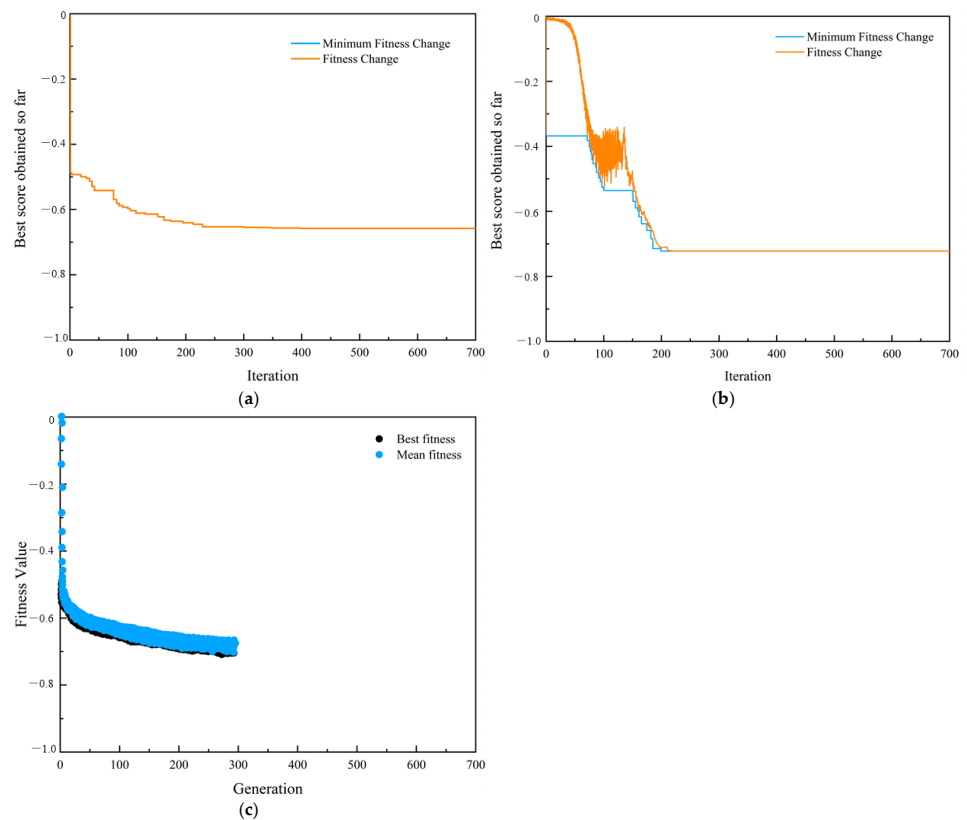 0
−0.2
−0.4
−0.6
−0.8
−1.0
Best score obtained so far
Minimum Fitness Change
Fitness Change
0 100 200 300 400 500 600 700
Iteration
(a)
0
−0.2
−0.4
−0.6
−0.8
−1.0
Best score obtained so far
Minimum Fitness Change
Fitness Change
0 100 200 300 400 500 600 700
Iteration
(b)
0
−0.2
−0.4
−0.6
−0.8
−1.0
Fitness Value
Best fitness
Mean fitness
0 100 200 300 400 500 600 700
Generation
(c)